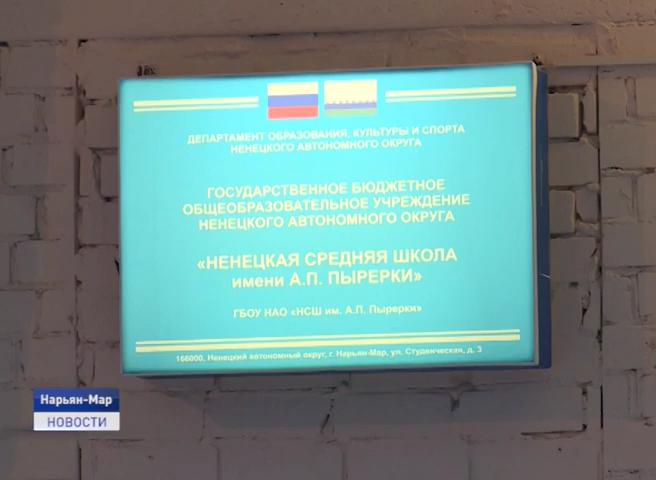 ДЕПАРТАМЕНТ ОБРАЗОВАНИЯ, КУЛЬТУРЫ И СПОРТА
НЕНЕЦКОГО АВТОНОМНОГО ОКРУГА
ГОСУДАРСТВЕННОЕ БЮДЖЕТНОЕ
ОБЩЕОБРАЗОВАТЕЛЬНОЕ УЧРЕЖДЕНИЕ
НЕНЕЦКОГО АВТОНОМНОГО ОКРУГА
«НЕНЕЦКАЯ СРЕДНЯЯ ШКОЛА
имени А.П. ПЫРЕРКИ»
ГБОУ НАО «НСШ им. А.П. Пырерки»
166000, Ненецкий автономный округ, г. Нарьян-Мар, ул. Студенческая, д. 3
Нарьян-Мар
НОВОСТИ